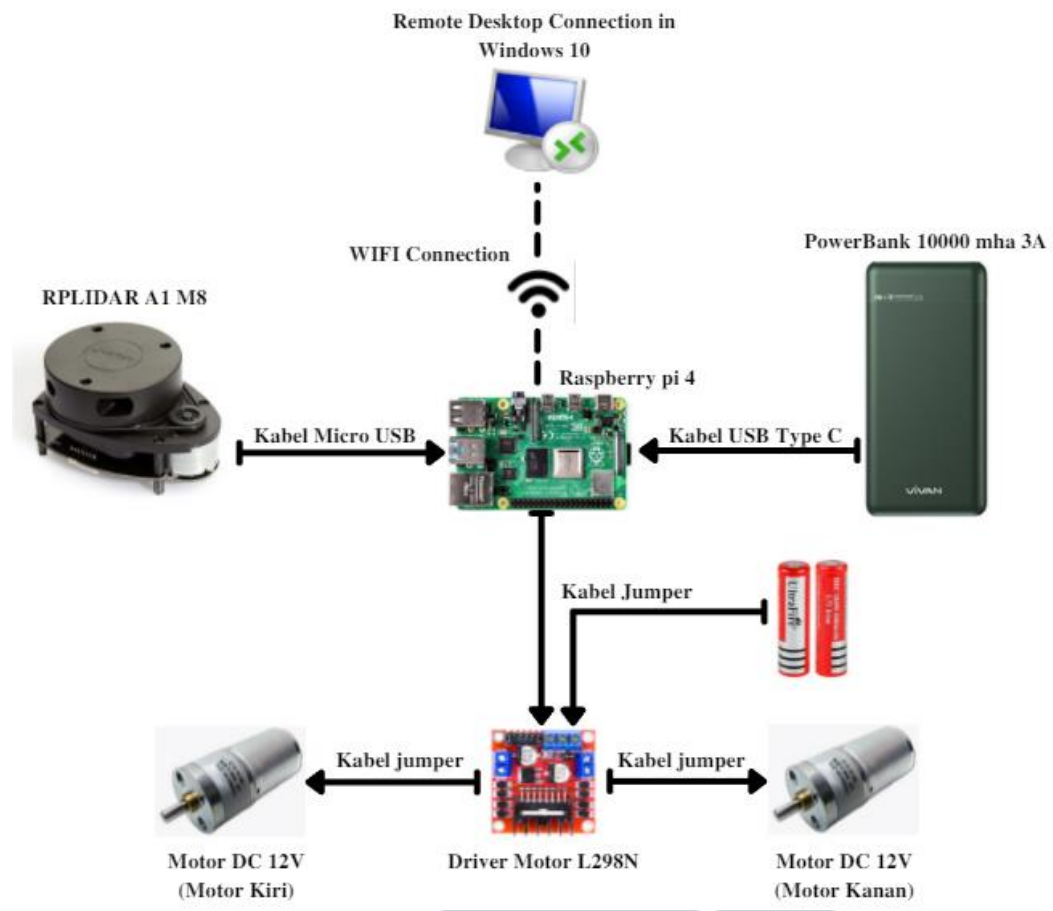 Remote Desktop Connection in
Windows 10
WIFI Connection
PowerBank 10000 mha 3A
RPLIDAR A1 M8
Raspberry pi 4
Kabel Micro USB
Kabel USB Type C
VIVAN
Kabel Jumper
UltraFire
Kabel jumper
Kabel jumper
Motor DC 12V
(Motor Kiri)
Driver Motor L298N
Motor DC 12V
(Motor Kanan)